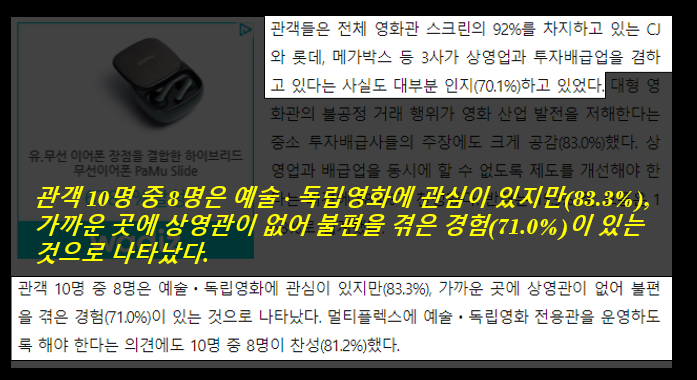 관객들은 전체 영화관 스크린의 92%를 차지하고 있는 CJ
와 롯데, 메가박스 등 3사가 상영업과 투자배급업을 겸하
고 있다는 사실도 대부분 인지(70.1%)하고 있었다. 대형 영
화관의 불공정 거래 행위가 영화 산업 발전을 저해한다는
중소 투자배급사들의 주장에도 크게 공감(83.0%)했다. 상
영업과 배급업을 동시에 할 수 없도록 제도를 개선해야 한
유,무선 이어폰 장점을 결합한 하이브리드
무선이어폰 PaMu Slide
관객 10명 중 8명은 예술·독립영화에 관심이 있지만(83.3%),
가까운 곳에 상영관이 없어 불편을 겪은 경험(71.0%)이 있는
것으로 나타났다.
관객 10명 중 8명은 예술·독립영화에 관심이 있지만(83.3%), 가까운 곳에 상영관이 없어 불편
을 겪은 경험(71.0%)이 있는 것으로 나타났다. 멀티플렉스에 예술·독립영화 전용관을 운영하도
록 해야 한다는 의견에도 10명 중 8명이 찬성(81.2%)했다.